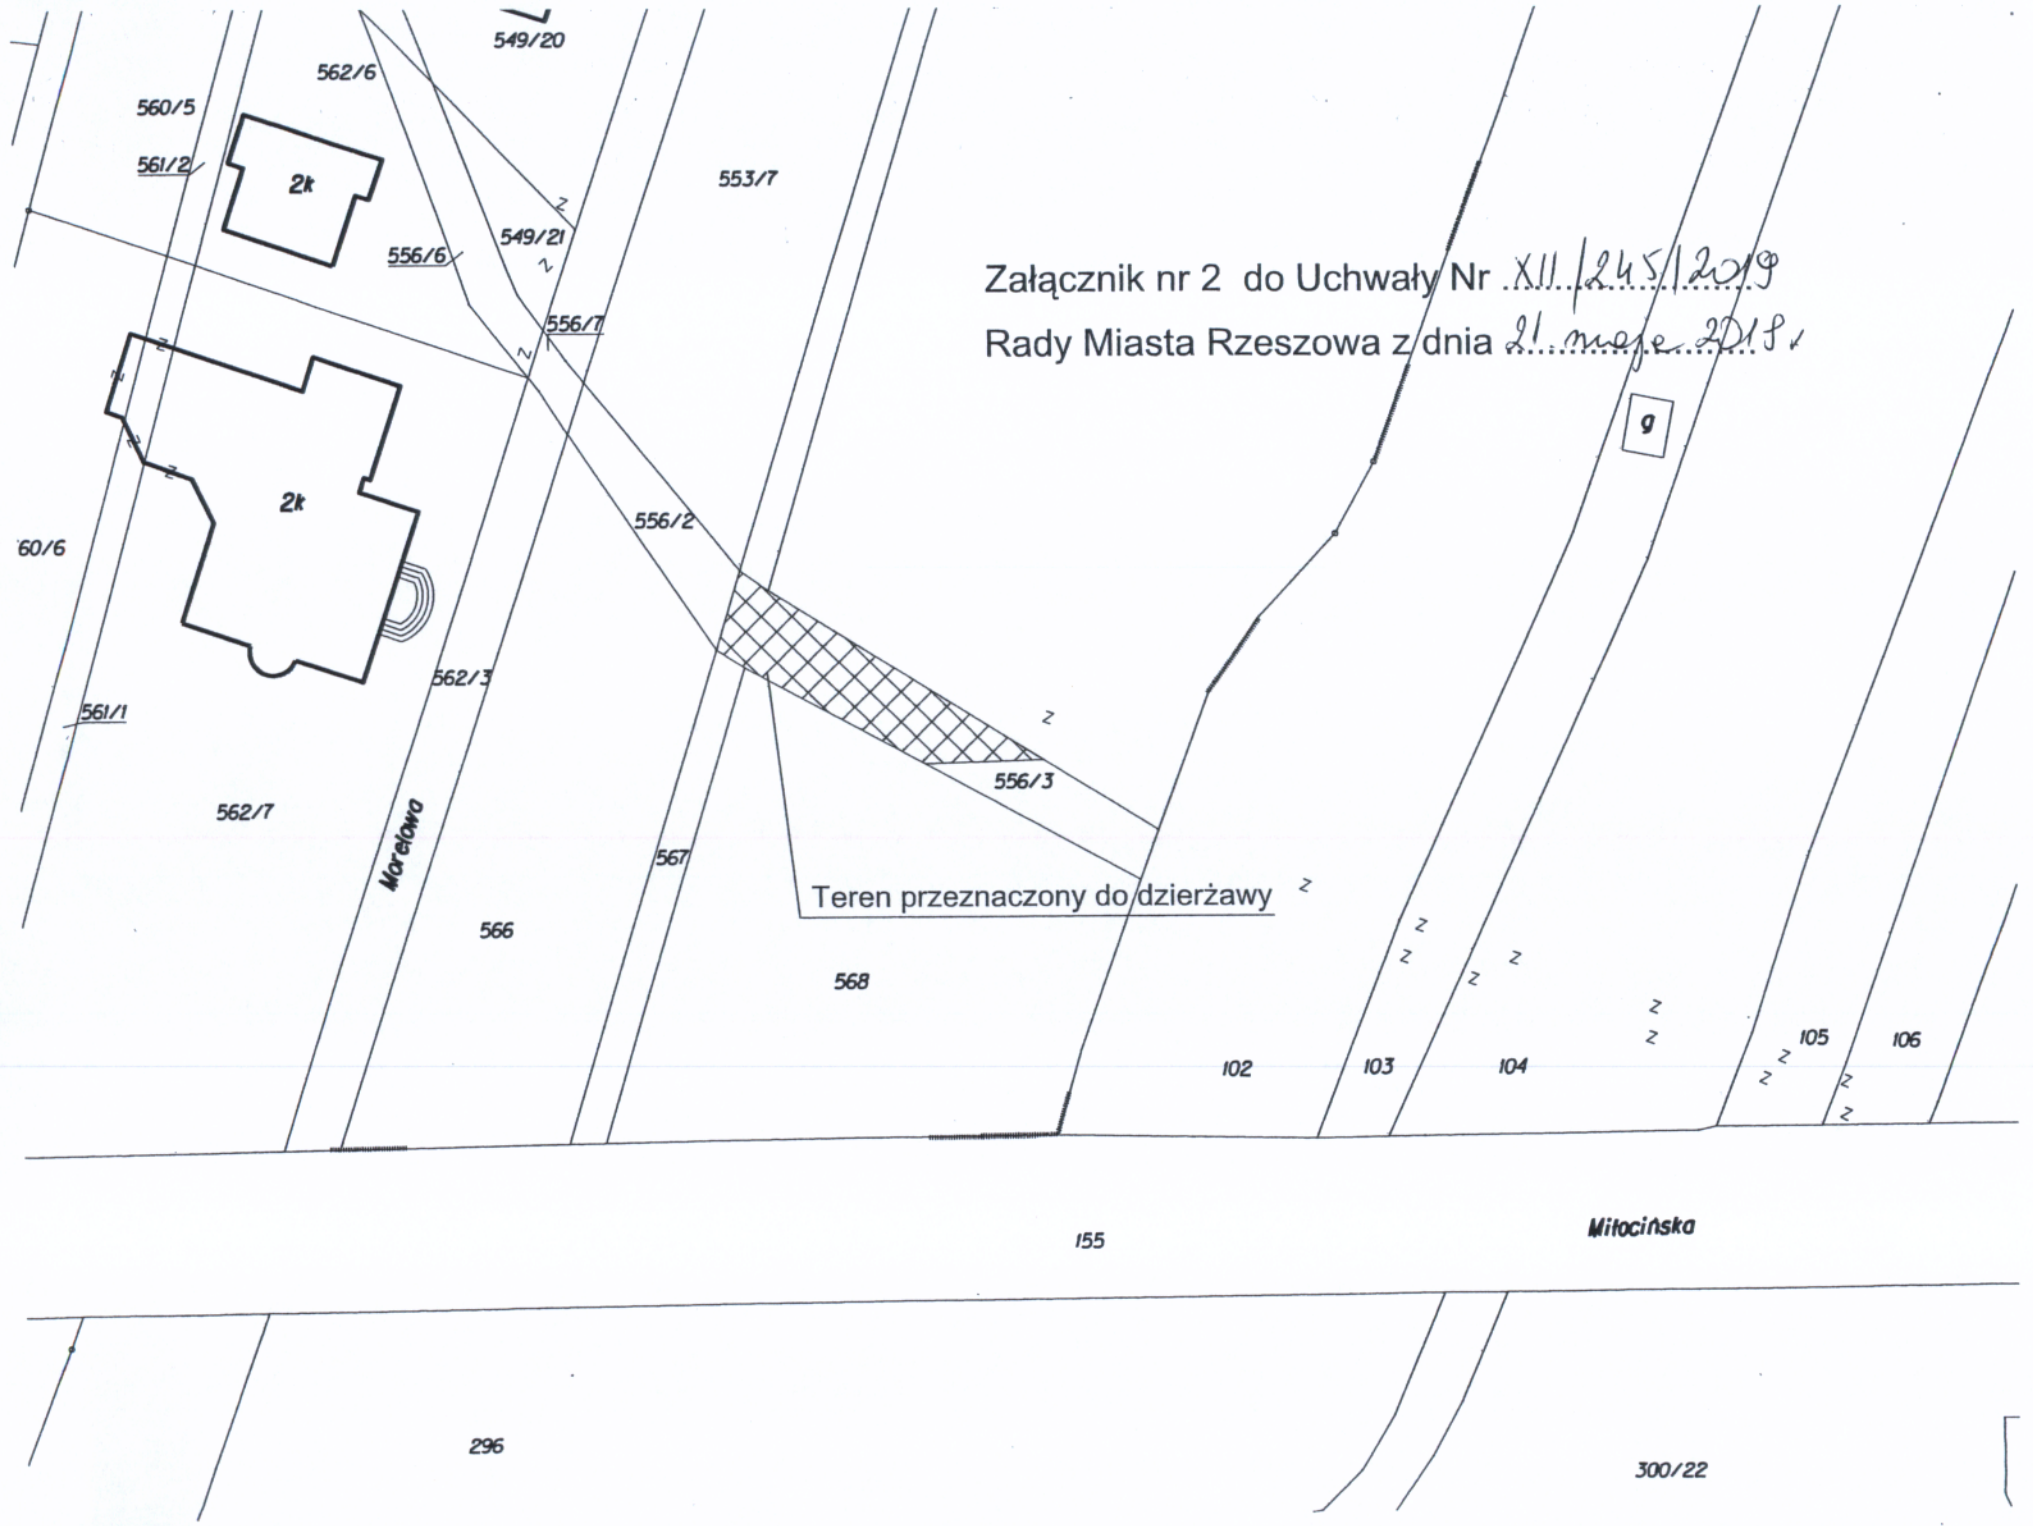 549/20
562/6
560/5
561/2
2k
553/7
549/21
556/6
z
z
Załącznik nr 2 do Uchwały Nr XII/245/2019
556/7
Rady Miasta Rzeszowa z dnia 21 maja 2019 r.
z
z
z
g
z
z
2k
556/2
60/6
562/3
561/1
z
556/3
562/7
Morelowa
567
Teren przeznaczony do dzierżawy
z
566
z
z
z
z
568
z
z
105
106
z
z
z
z
102
103
104
155
Miłocińska
296
300/22